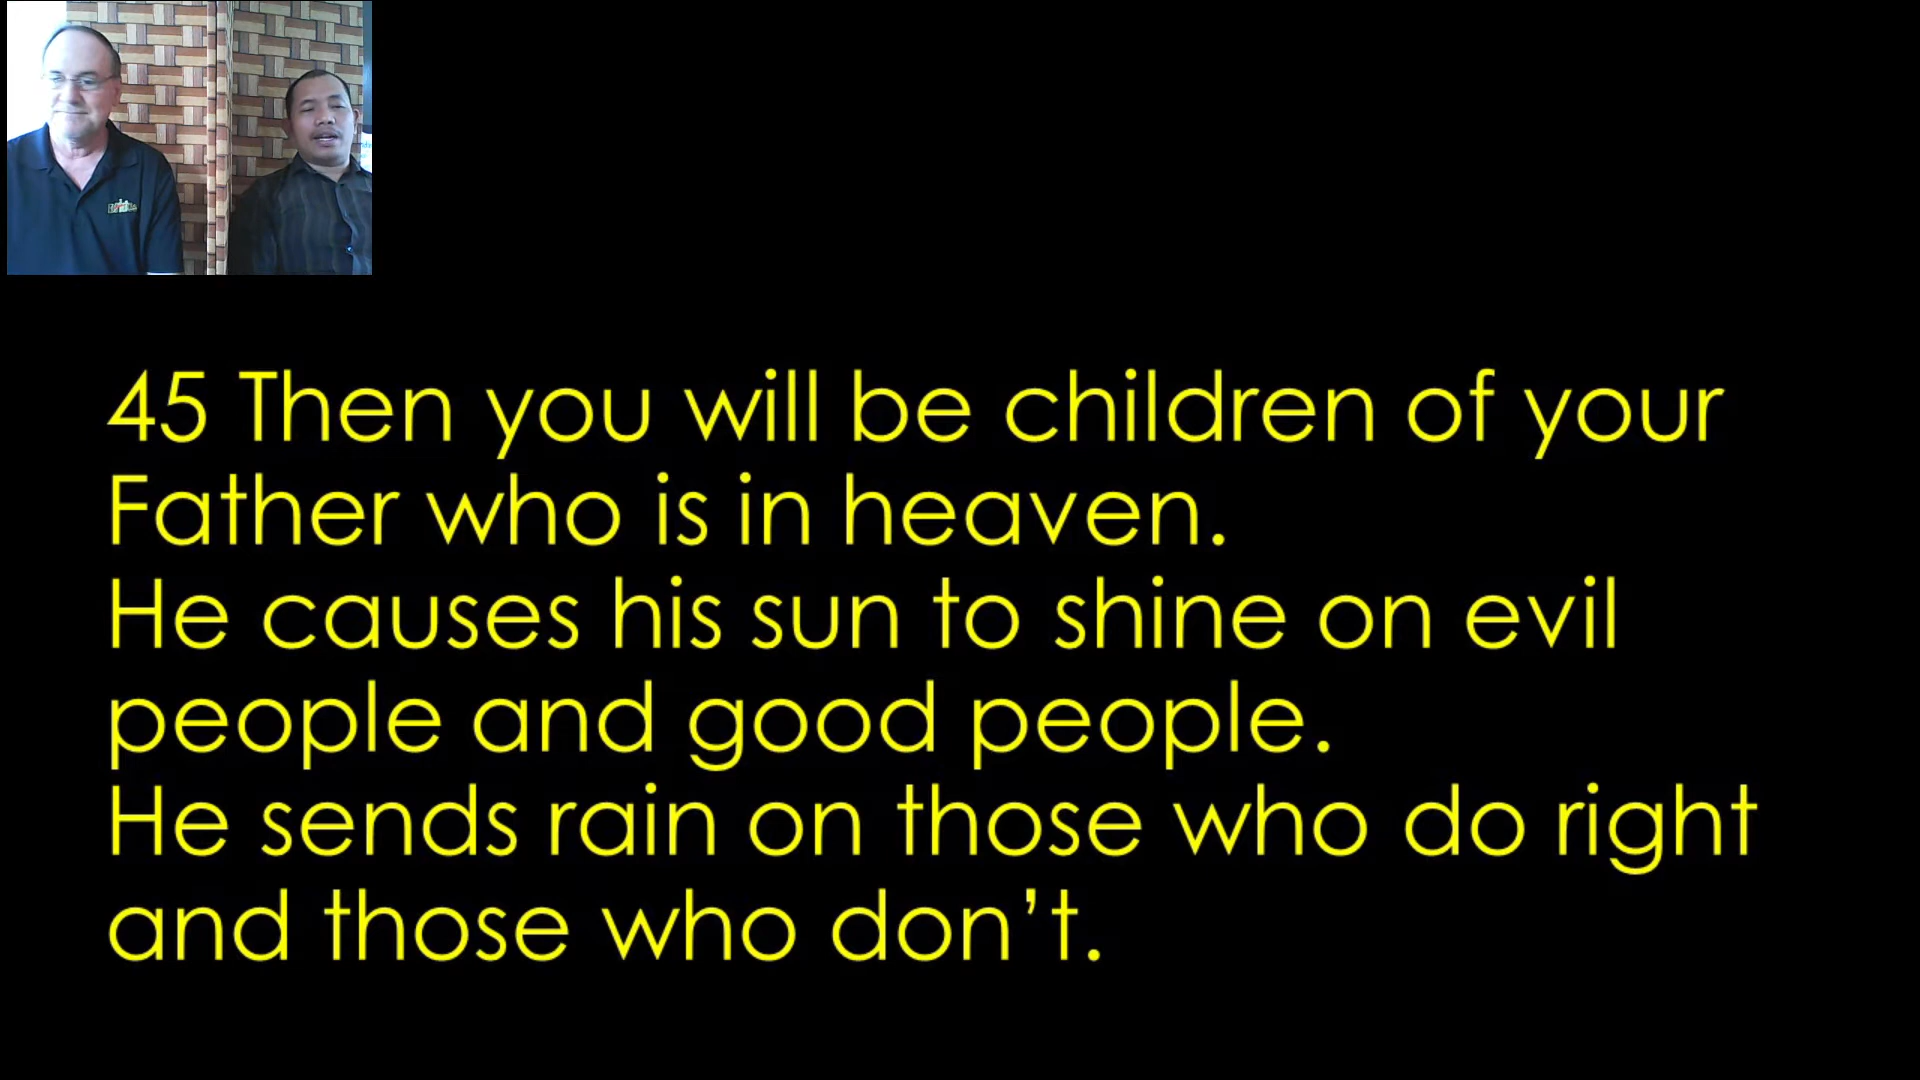 45 Then you will be children of your
Father who is in heaven.
He causes his sun to shine on evil
people and good people.
He sends rain on those who do right
and those who don’t.